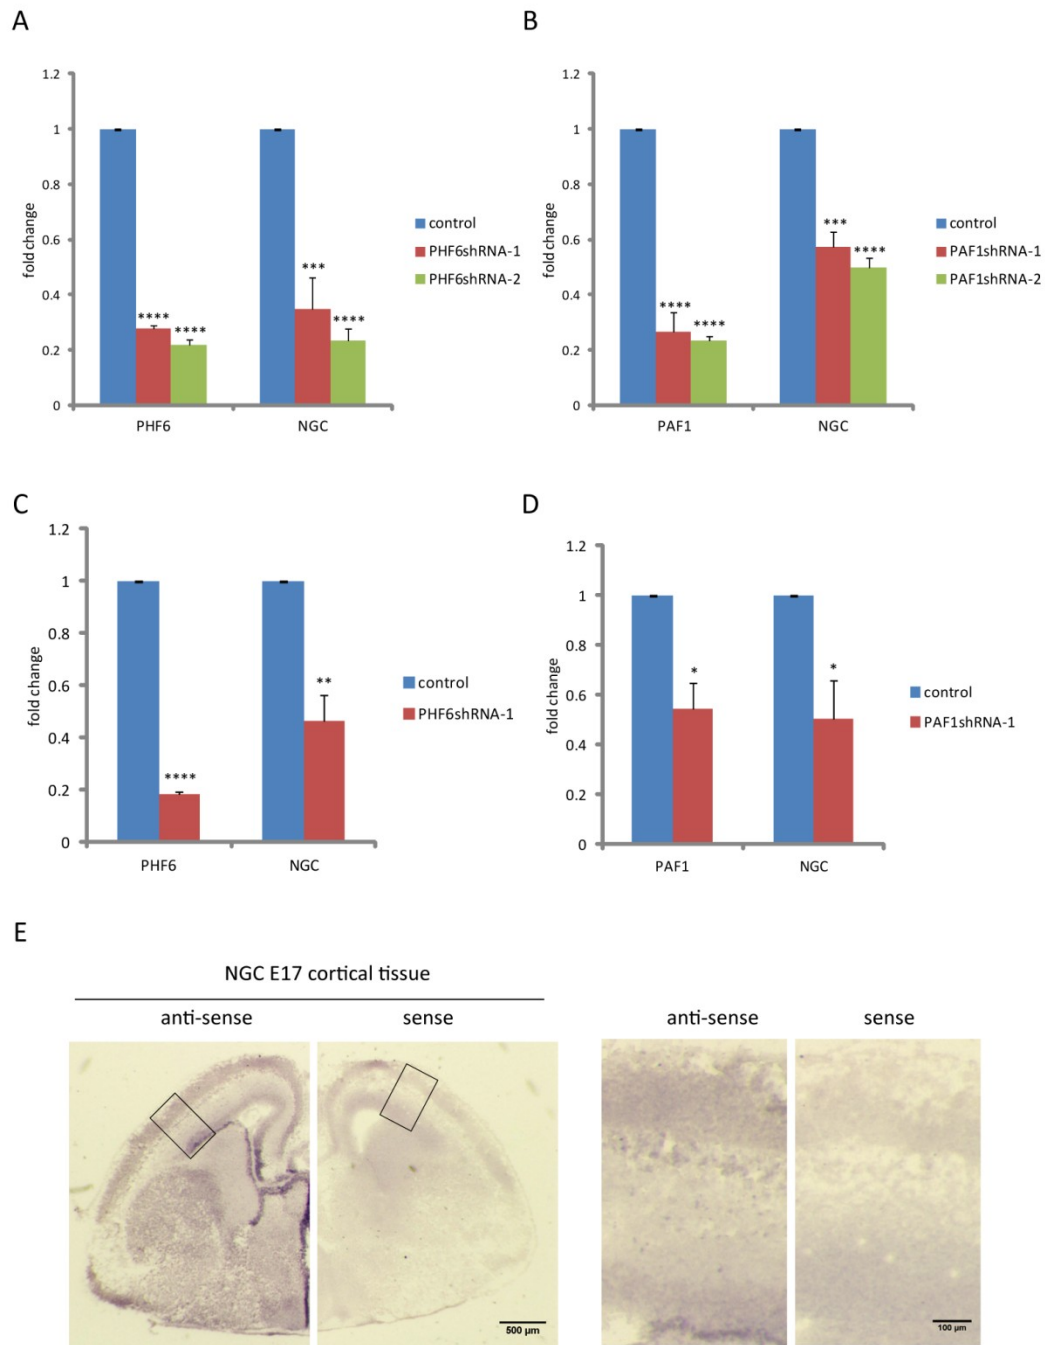 A
1.2
1
0.8
0.6
0.4
0.2
0
fold change
**** **** *** ****
PHF6 NGC
control
PHF6shRNA-1
PHF6shRNA-2
B
1.2
1
0.8
0.6
0.4
0.2
0
fold change
**** **** *** ****
PAF1 NGC
control
PAF1shRNA-1
PAF1shRNA-2
C
1.2
1
0.8
0.6
0.4
0.2
0
fold change
**** **
PHF6 NGC
control
PHF6shRNA-1
D
1.2
1
0.8
0.6
0.4
0.2
0
fold change
* *
PAF1 NGC
control
PAF1shRNA-1
E
NGC E17 cortical tissue
anti-sense sense
500 µm
anti-sense sense
100 µm